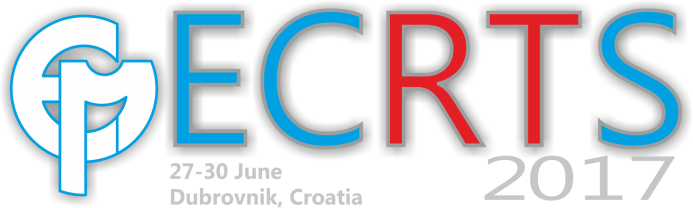 ECRTS
27-30 June
Dubrovnik, Croatia
2017